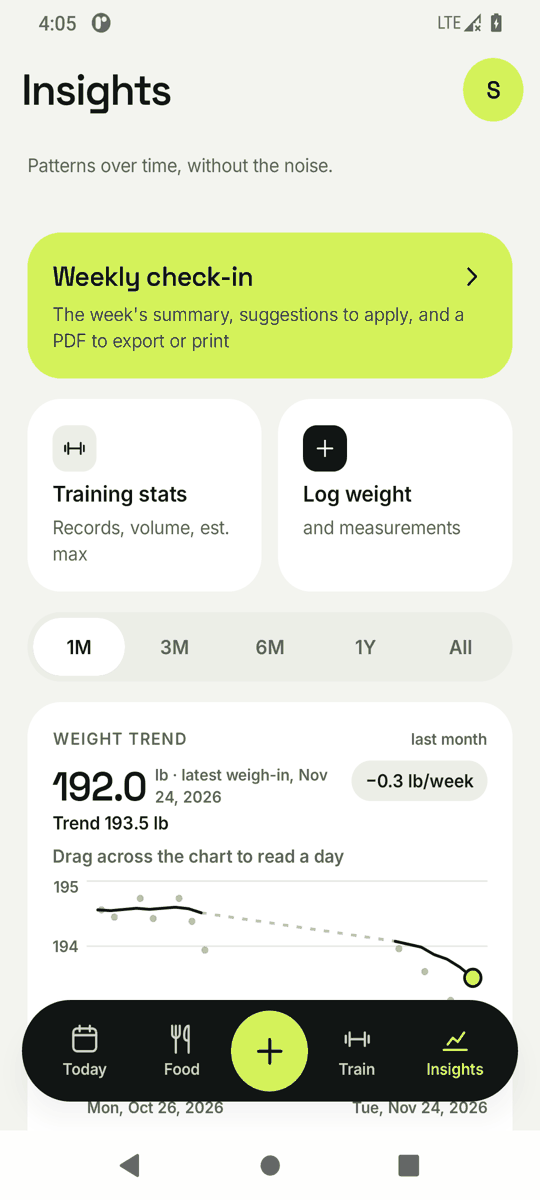 4:05
LTE
Insights
S
Patterns over time, without the noise.
Weekly check-in
The week's summary, suggestions to apply, and a
PDF to export or print
Training stats
Records, volume, est.
max
Log weight
and measurements
1M 3M 6M 1Y All
WEIGHT TREND
last month
192.0 lb · latest weigh-in, Nov
24, 2026
−0.3 lb/week
Trend 193.5 lb
Drag across the chart to read a day
195
194
Today Food Train Insights
Mon, Oct 26, 2026 Tue, Nov 24, 2026